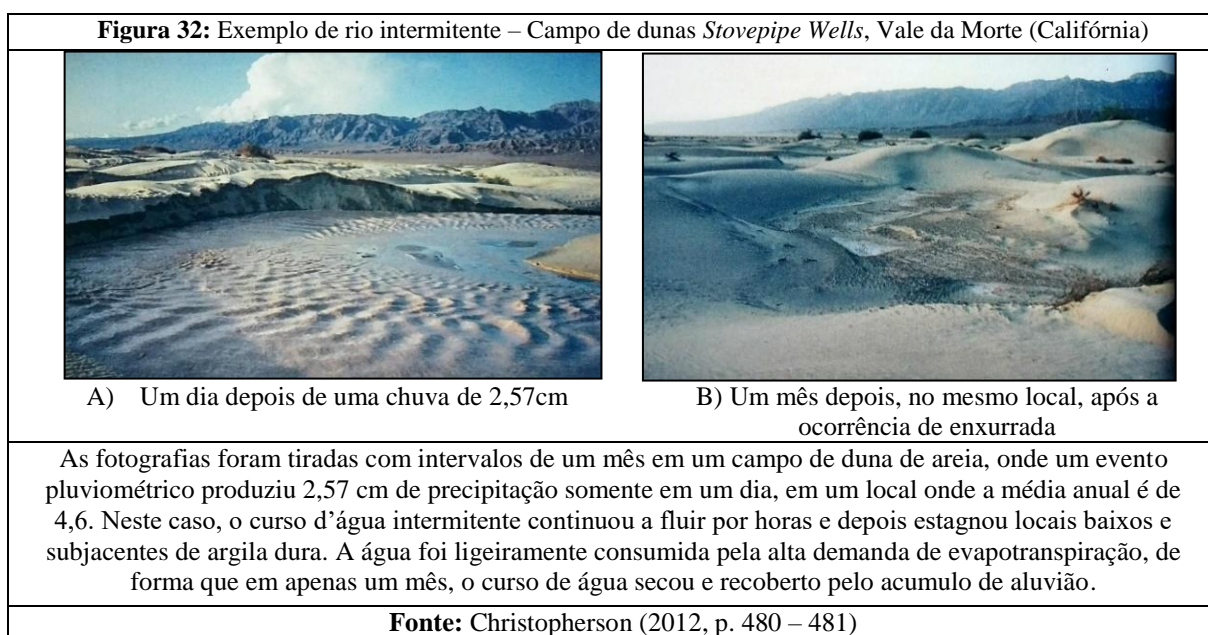 Figura 32: Exemplo de rio intermitente – Campo de dunas Stovepipe Wells, Vale da Morte (Califórnia)
A) Um dia depois de uma chuva de 2,57cm
B) Um mês depois, no mesmo local, após a
ocorrência de enxurrada
As fotografias foram tiradas com intervalos de um mês em um campo de duna de areia, onde um evento
pluviométrico produziu 2,57 cm de precipitação somente em um dia, em um local onde a média anual é de
4,6. Neste caso, o curso d’água intermitente continuou a fluir por horas e depois estagnou locais baixos e
subjacentes de argila dura. A água foi ligeiramente consumida pela alta demanda de evapotranspiração, de
forma que em apenas um mês, o curso de água secou e recoberto pelo acumulo de aluvião.
Fonte: Christopherson (2012, p. 480 – 481)